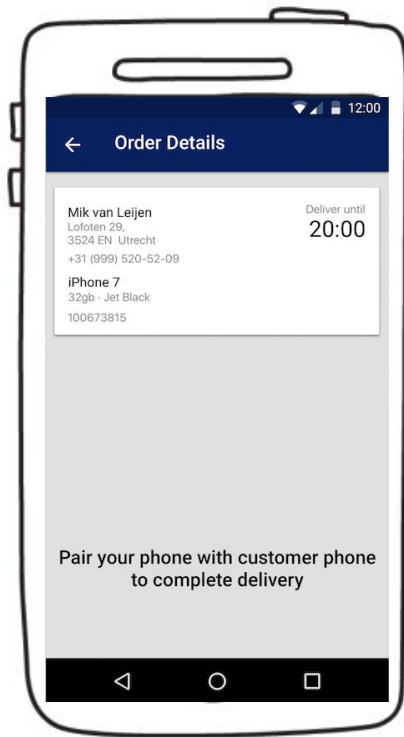 12:00
Order Details
Mik van Leijen
Deliver until
Lofoten 29,
20:00
3524 EN Utrecht
+31 (999) 520-52-09
iPhone 7
32gb · Jet Black
100673815
Pair your phone with customer phone
to complete delivery